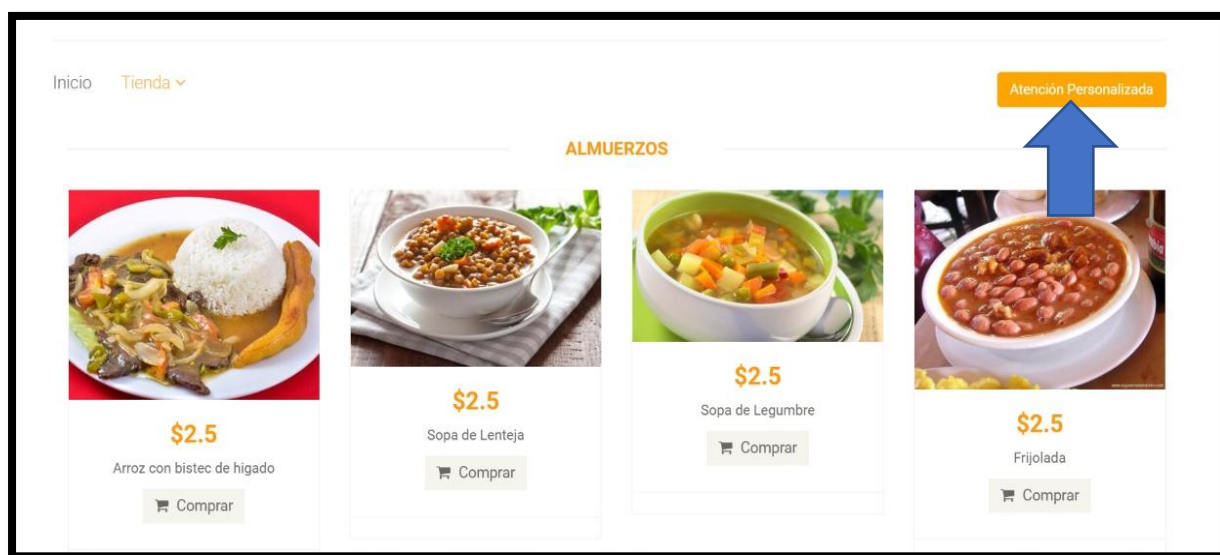 Inicio Tienda
Atención Personalizada
ALMUERZOS
$2.5
Arroz con bistec de higado
Comprar
$2.5
Sopa de Lenteja
Comprar
$2.5
Sopa de Legumbre
Comprar
$2.5
Frijolada
Comprar